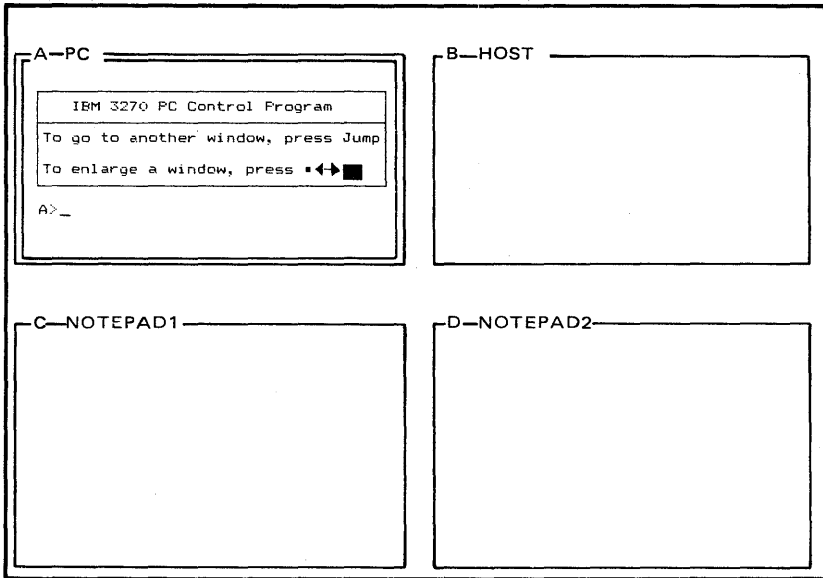 A—PC
IBM 3270 PC Control Program
To go to another window, press Jump
To enlarge a window, press
A>_
B—HOST
C—NOTEPAD1
D—NOTEPAD2